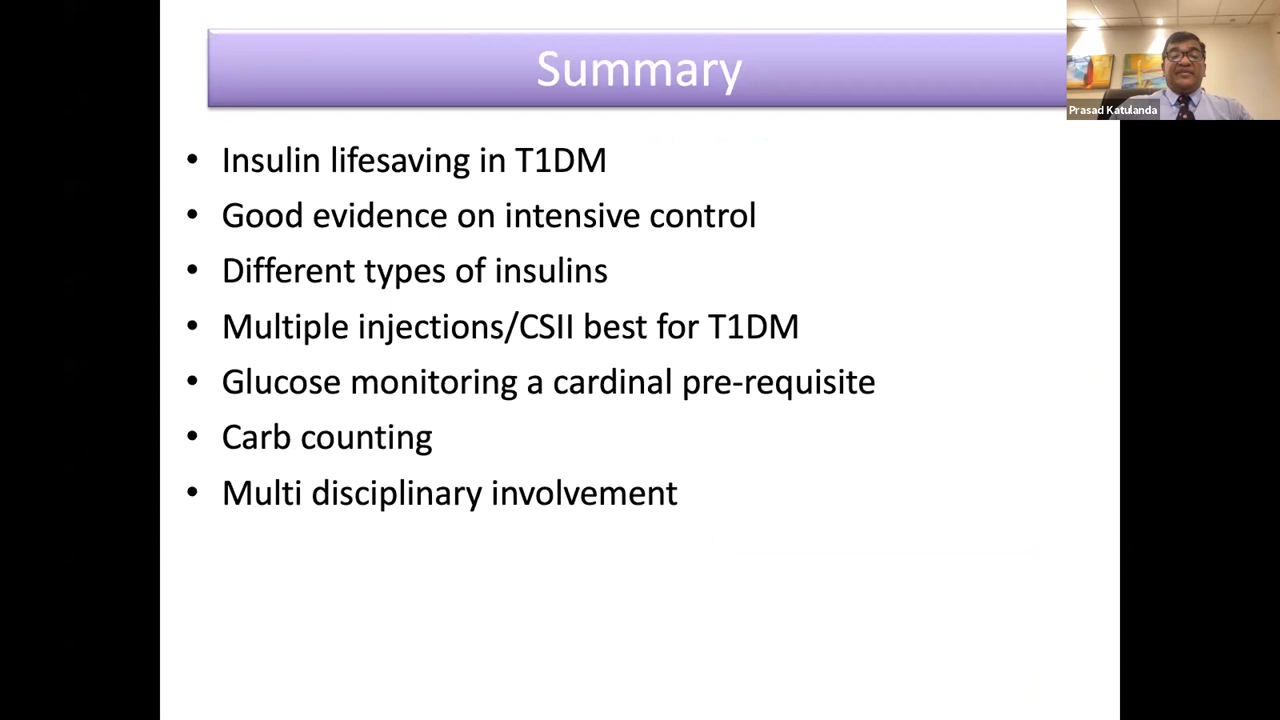 Summary
Prasad Katulanda
• Insulin lifesaving in T1DM
• Good evidence on intensive control
• Different types of insulins
• Multiple injections/CSII best for T1DM
• Glucose monitoring a cardinal pre-requisite
• Carb counting
• Multi disciplinary involvement